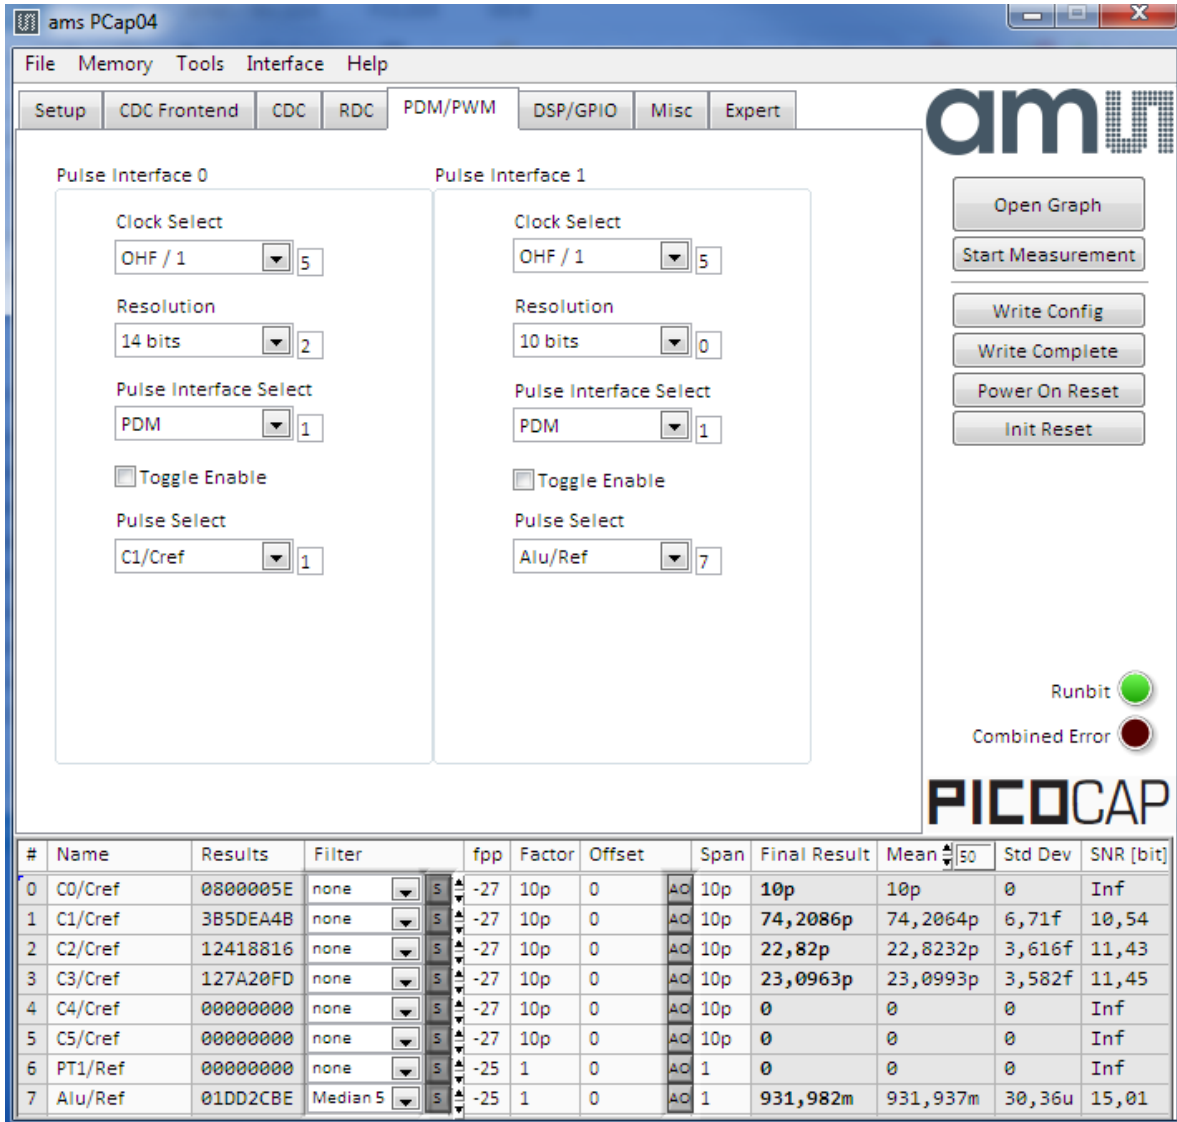 ams PCap04
File Memory Tools Interface Help
Setup CDC Frontend CDC RDC PDM/PWM DSP/GPIO Misc Expert
am
Pulse Interface 0 Pulse Interface 1
Open Graph
Clock Select Clock Select
OHF / 1 5 OHF / 1 5
Start Measurement
Resolution Resolution
Write Config
14 bits 2 10 bits 0
Write Complete
Pulse Interface Select Pulse Interface Select
Power On Reset
PDM 1 PDM 1
Init Reset
Toggle Enable Toggle Enable
Pulse Select Pulse Select
C1/Cref 1 Alu/Ref 7
Runbit
Combined Error
PICOCAP
# Name Results Filter fpp Factor Offset Span Final Result Mean 50 Std Dev SNR [bit]
0 C0/Cref 0800005E none S -27 10p 0 AO 10p 10p 10p 0 Inf
1 C1/Cref 3B5DEA4B none S -27 10p 0 AO 10p 74,2086p 74,2064p 6,71f 10,54
2 C2/Cref 12418816 none S -27 10p 0 AO 10p 22,82p 22,8232p 3,616f 11,43
3 C3/Cref 127A20FD none S -27 10p 0 AO 10p 23,0963p 23,0993p 3,582f 11,45
4 C4/Cref 00000000 none S -27 10p 0 AO 10p 0 0 0 Inf
5 C5/Cref 00000000 none S -27 10p 0 AO 10p 0 0 0 Inf
6 PT1/Ref 00000000 none S -25 1 0 AO 1 0 0 0 Inf
7 Alu/Ref 01DD2CBE Median 5 S -25 1 0 AO 1 931,982m 931,937m 30,36u 15,01